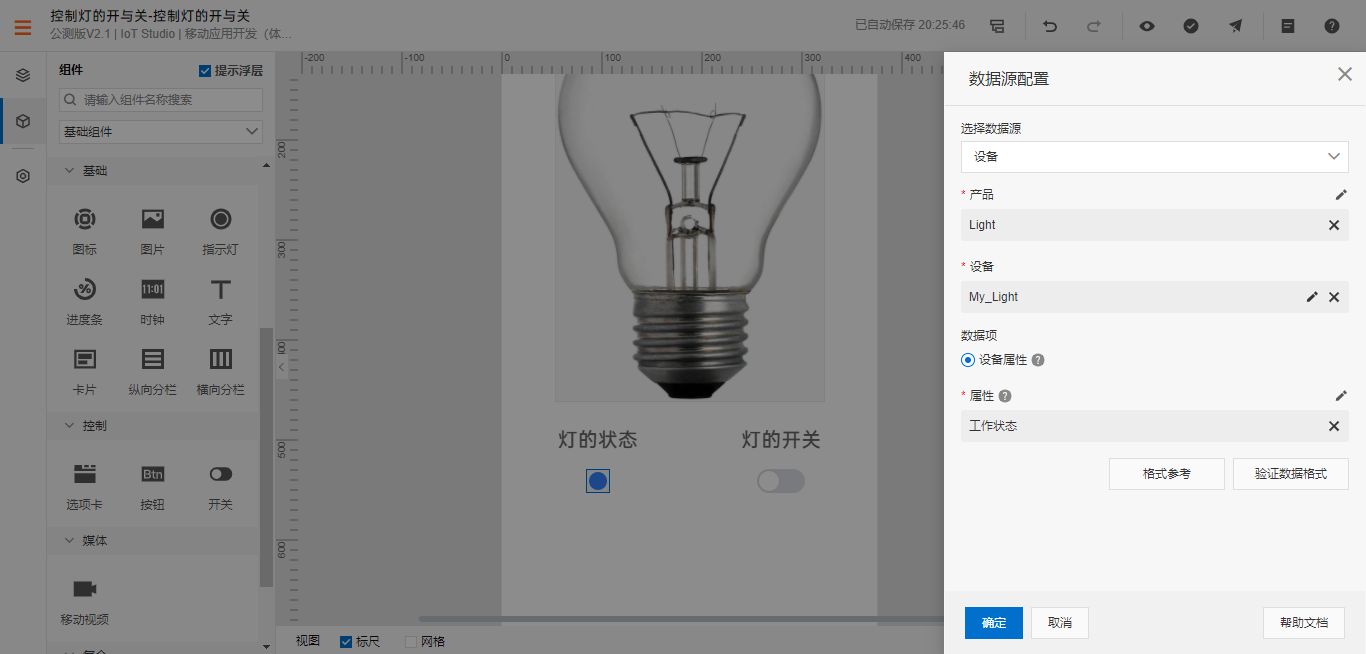 控制灯的开与关-控制灯的开与关
公测版V2.1 | IoT Studio | 移动应用开发（体...
已自动保存 20:25:46
组件
提示浮层
请输入组件名称搜索
基础组件
基础
图标 图片 指示灯
11:01
进度条 时钟 文字
卡片 纵向分栏 横向分栏
控制
Btn
选项卡 按钮 开关
媒体
移动视频
-200 -100 0 100 200 300 400
200
300
400
500
600
灯的状态 灯的开关
视图 标尺 网格
数据源配置
选择数据源
设备
* 产品
Light
* 设备
My_Light
数据项
设备属性 ?
* 属性 ?
工作状态
格式参考 验证数据格式
确定 取消 帮助文档